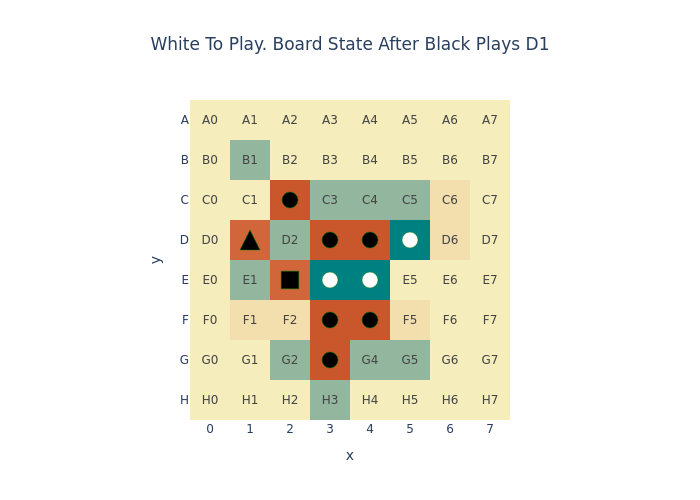 White To Play. Board State After Black Plays D1
A A0 A1 A2 A3 A4 A5 A6 A7
B B0 B1 B2 B3 B4 B5 B6 B7
C C0 C1 C3 C4 C5 C6 C7
D D0 D2 D6 D7
E E0 E1 E5 E6 E7
F F0 F1 F2 F5 F6 F7
G G0 G1 G2 G4 G5 G6 G7
H H0 H1 H2 H3 H4 H5 H6 H7
0 1 2 3 4 5 6 7
x
y